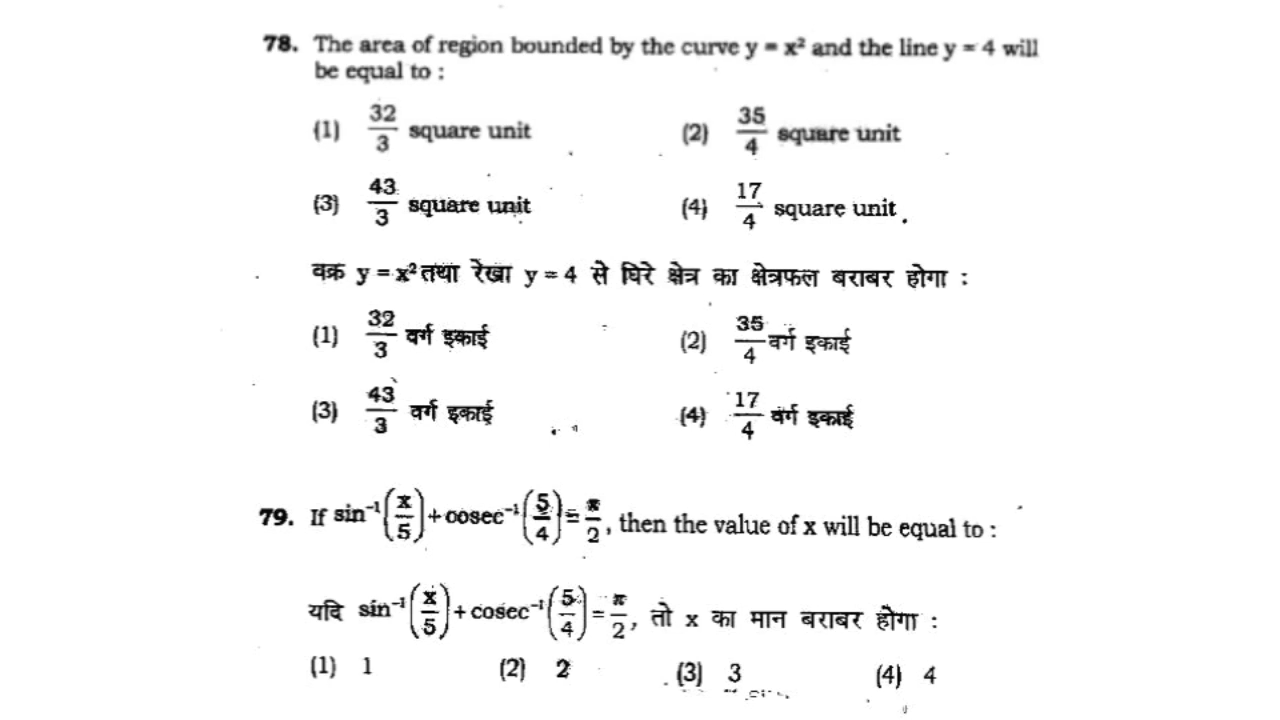 78. The area of region bounded by the curve y = x² and the line y = 4 will
be equal to :
(1) 32/3 square unit (2) 35/4 square unit
(3) 43/3 square unit (4) 17/4 square unit
वक्र y = x² तथा रेखा y = 4 से घिरे क्षेत्र का क्षेत्रफल बराबर होगा :
(1) 32/3 वर्ग इकाई (2) 35/4 वर्ग इकाई
(3) 43/3 वर्ग इकाई (4) 17/4 वर्ग इकाई
79. If sin⁻¹(x/5) + cosec⁻¹(5/4) = π/2, then the value of x will be equal to :
यदि sin⁻¹(x/5) + cosec⁻¹(5/4) = π/2, तो x का मान बराबर होगा :
(1) 1 (2) 2 (3) 3 (4) 4